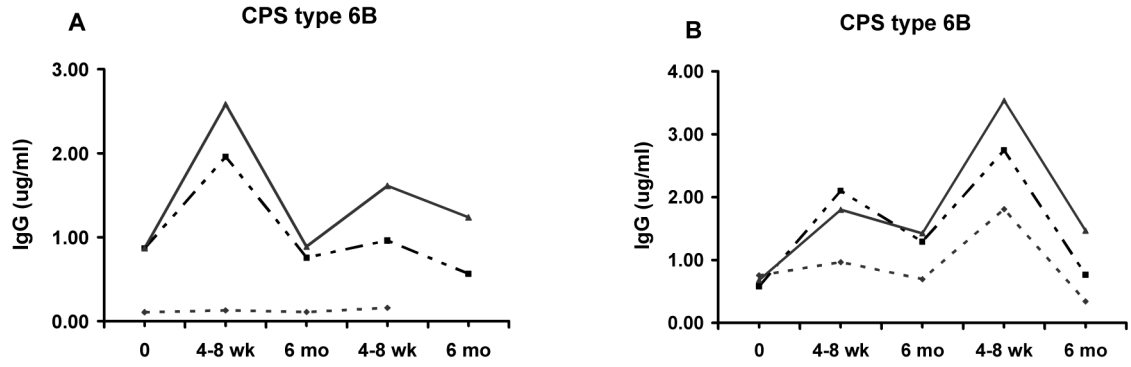 A
CPS type 6B
3.00
2.00
1.00
0.00
IgG (ug/ml)
0 4-8 wk 6 mo 4-8 wk 6 mo
B
CPS type 6B
4.00
3.00
2.00
1.00
0.00
IgG (ug/ml)
0 4-8 wk 6 mo 4-8 wk 6 mo